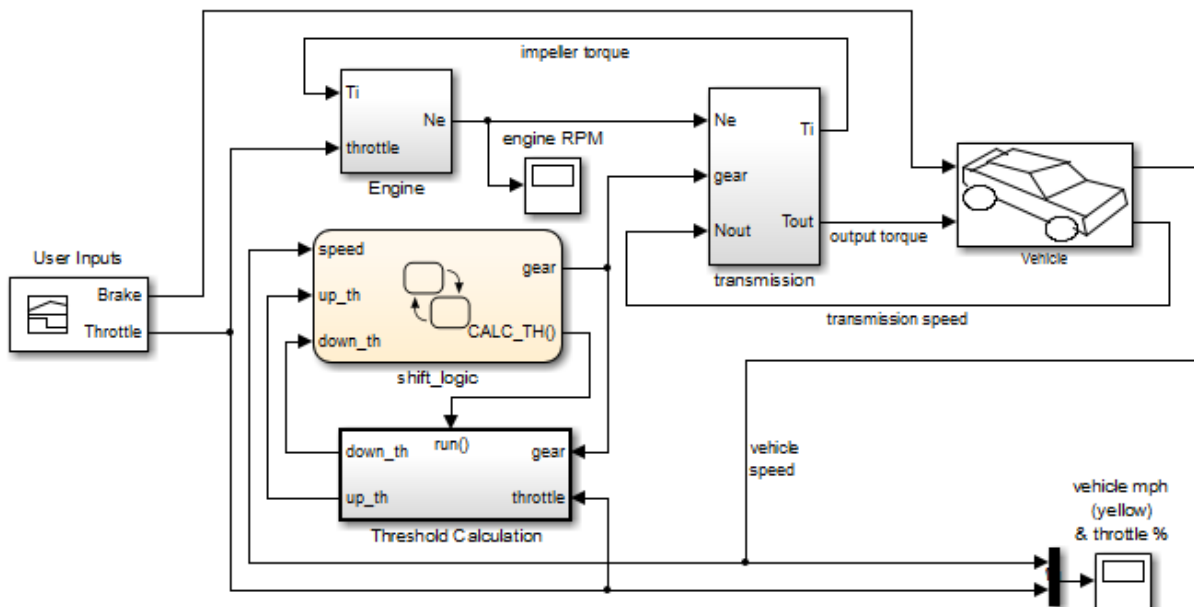 impeller torque
Ti
Ne
throttle
Engine
engine RPM
Ne
Ti
gear
Nout
Tout
transmission
output torque
Vehicle
transmission speed
User Inputs
Brake
Throttle
speed
gear
up_th
CALC_TH()
down_th
shift_logic
run()
down_th
gear
up_th
throttle
Threshold Calculation
vehicle
speed
vehicle mph
(yellow)
& throttle %